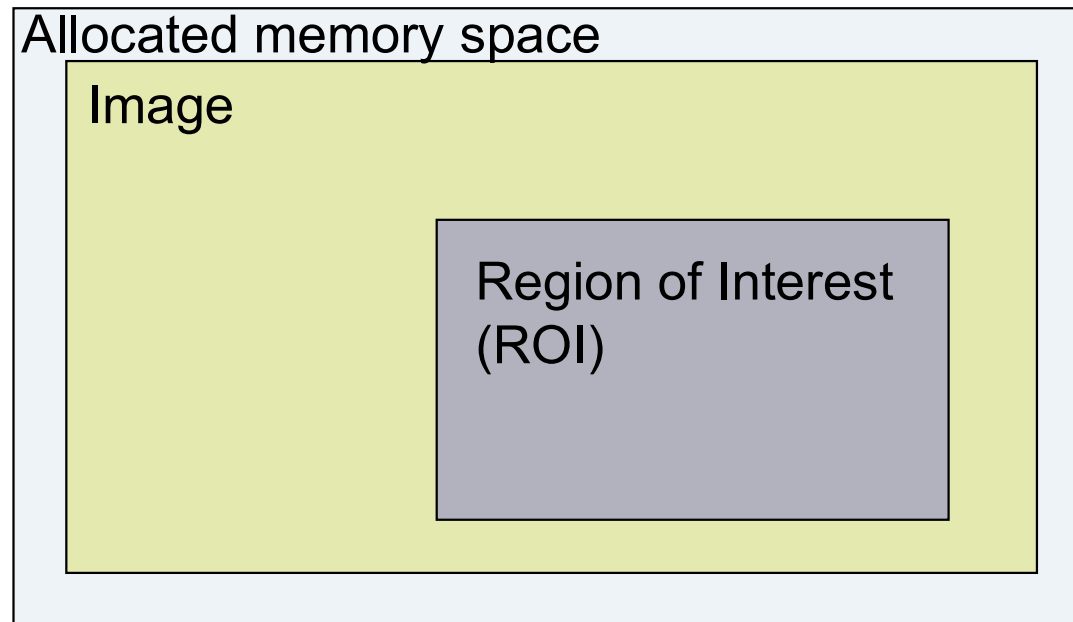 Allocated memory space
Image
Region of Interest
(ROI)